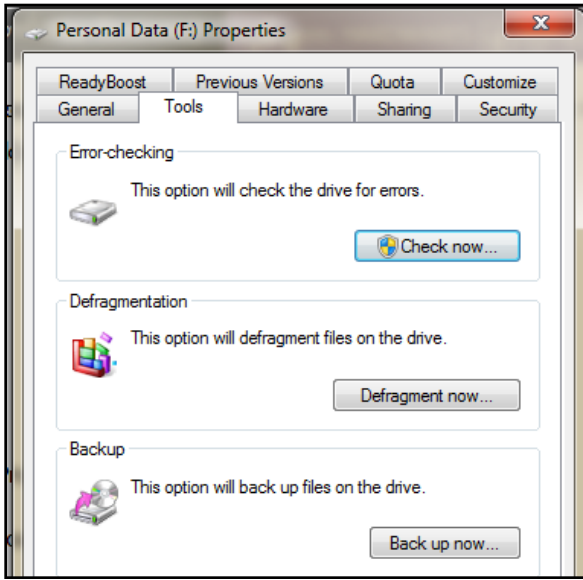 Personal Data (F:) Properties
ReadyBoost Previous Versions Quota Customize
General Tools Hardware Sharing Security
Error-checking
This option will check the drive for errors.
Check now...
Defragmentation
This option will defragment files on the drive.
Defragment now...
Backup
This option will back up files on the drive.
Back up now...